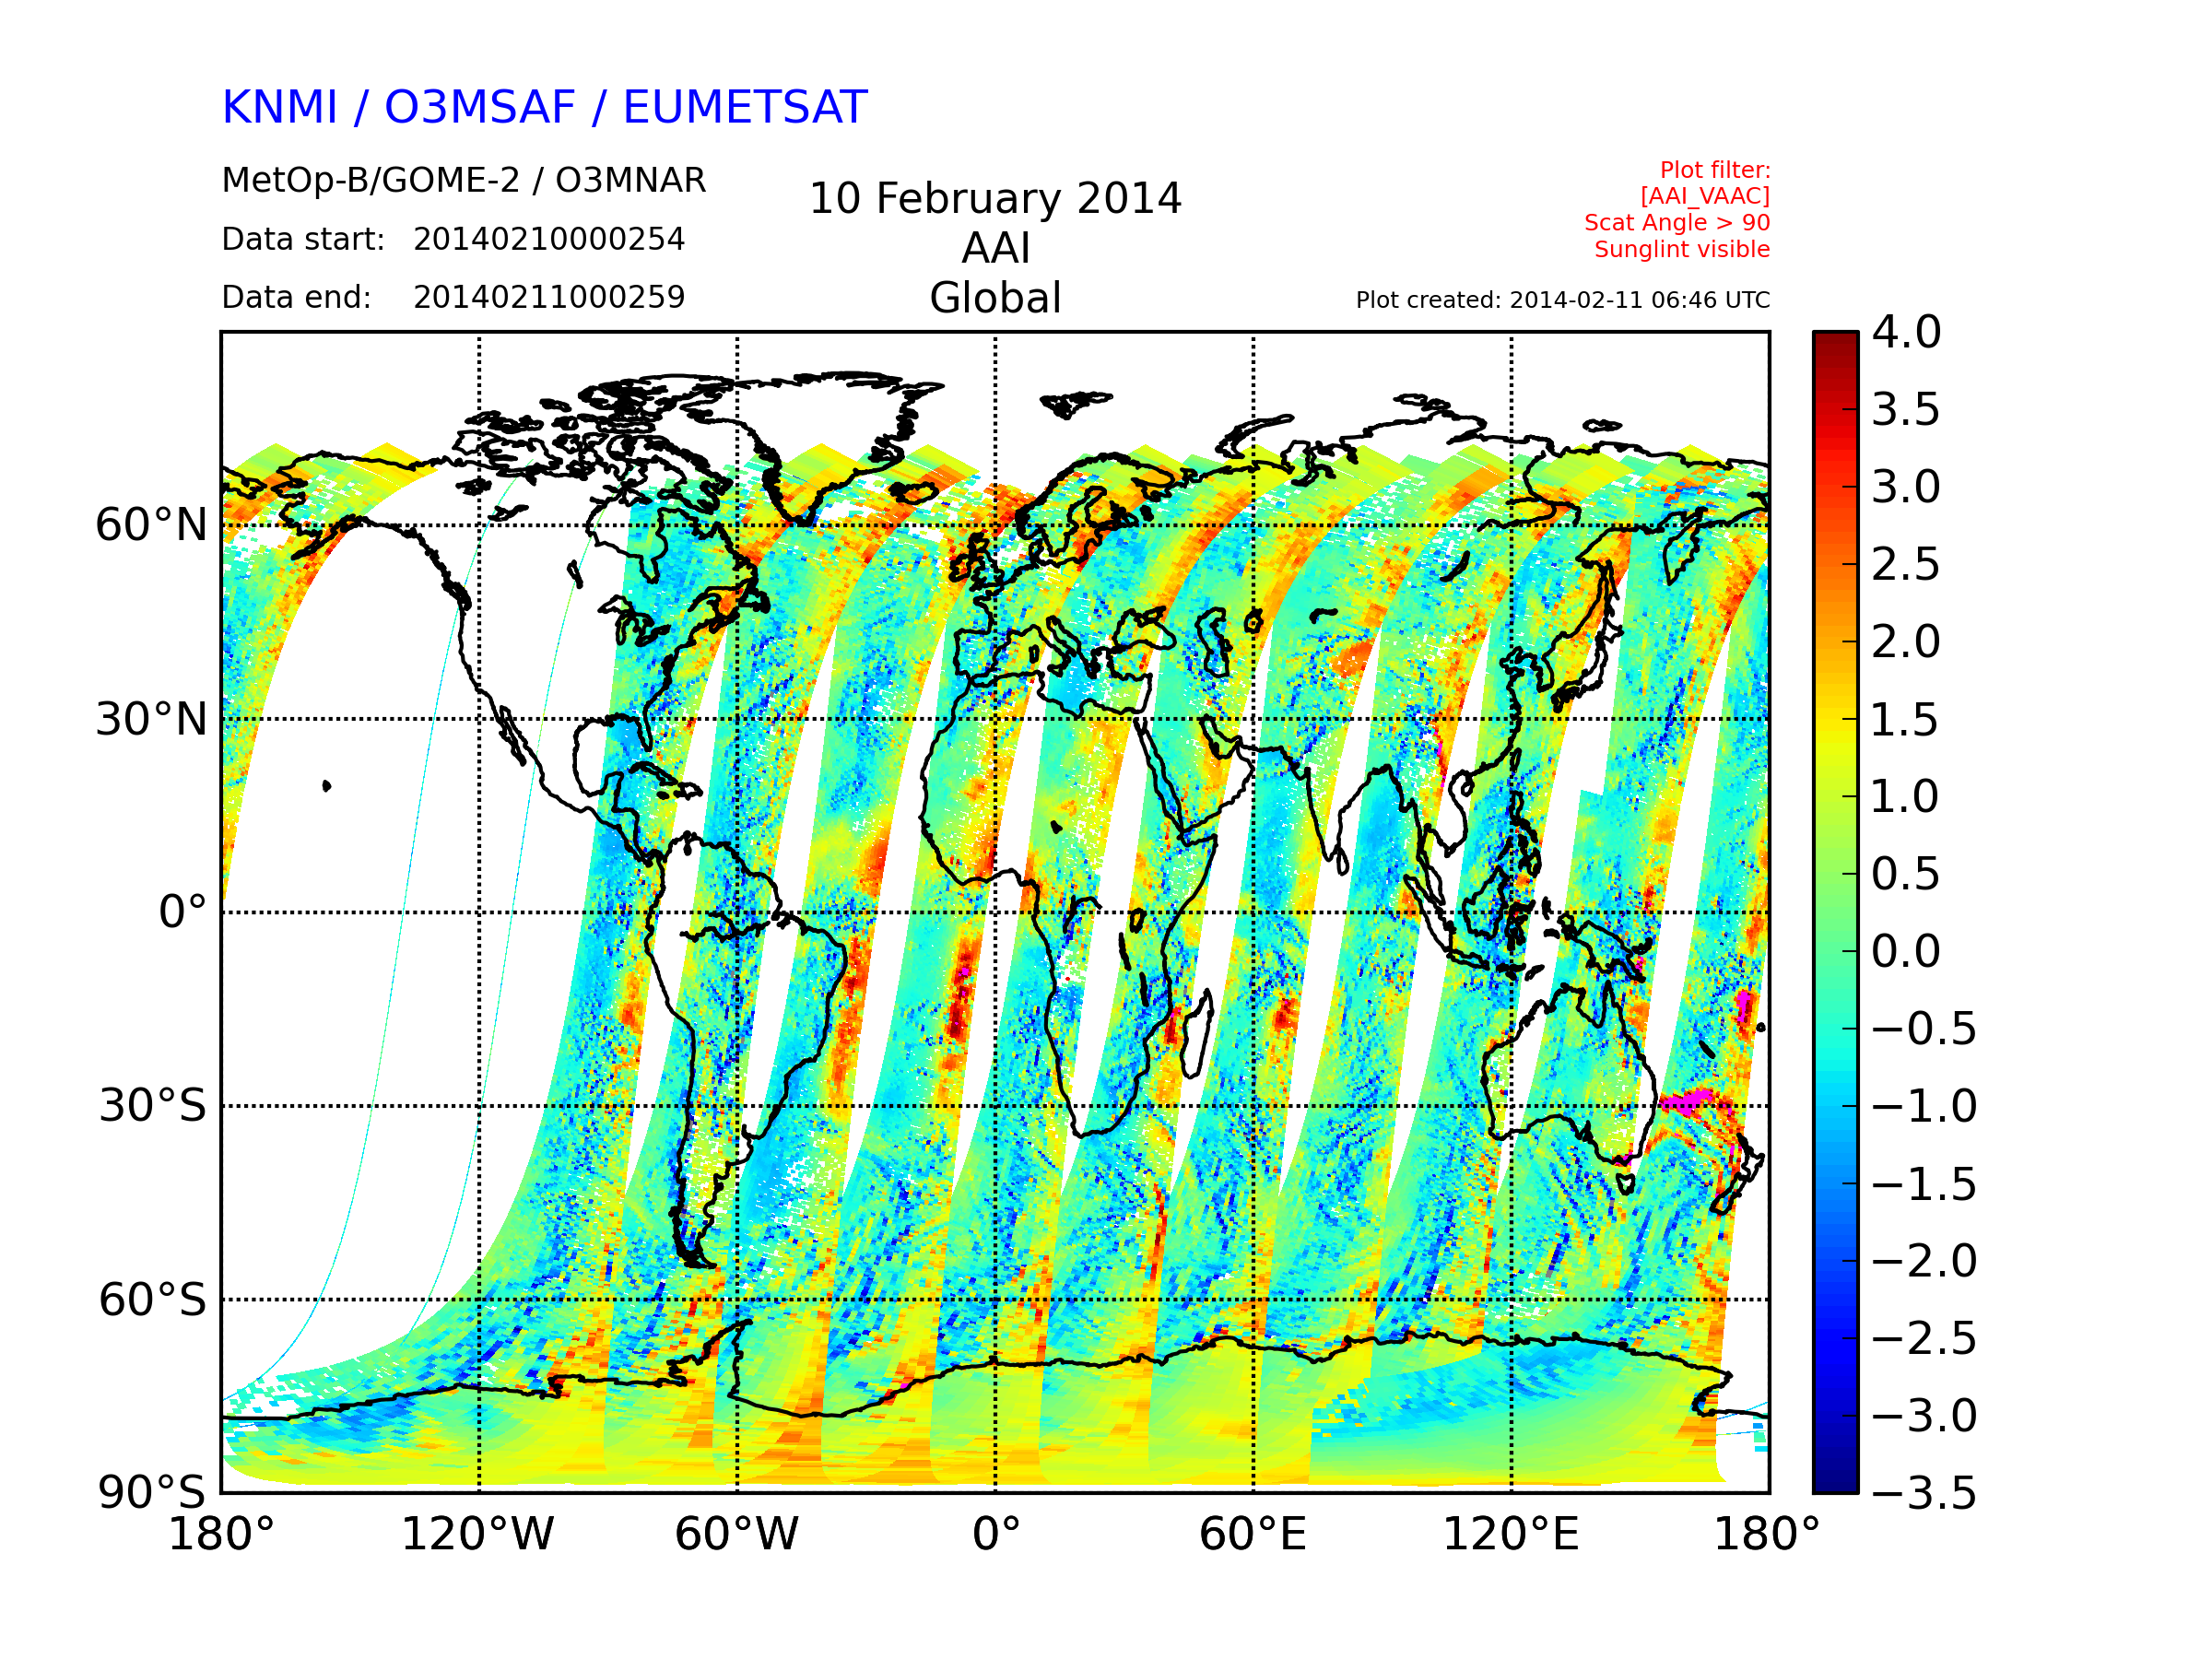 KNMI / O3MSAF / EUMETSAT
MetOp-B/GOME-2 / O3MNAR
Data start: 20140210000254
Data end: 20140211000259
10 February 2014
AAI
Global
Plot filter:
[AAI_VAAC]
Scat Angle > 90
Sunglint visible
Plot created: 2014-02-11 06:46 UTC
60°N
30°N
0°
30°S
60°S
90°S
180°
120°W
60°W
0°
60°E
120°E
180°
4.0
3.5
3.0
2.5
2.0
1.5
1.0
0.5
0.0
−0.5
−1.0
−1.5
−2.0
−2.5
−3.0
−3.5